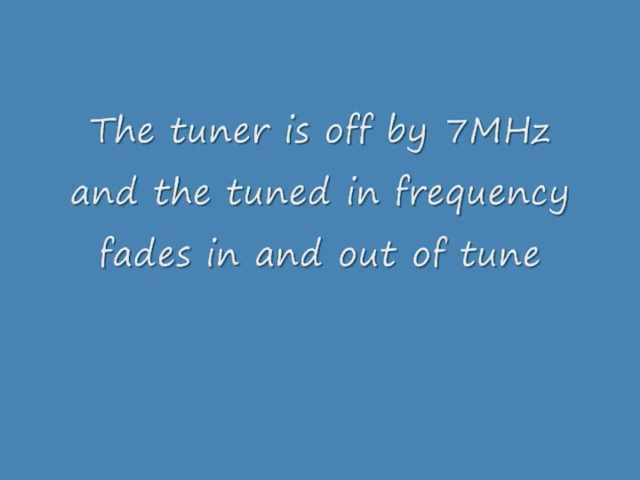 The tuner is off by 7MHz
and the tuned in frequency
fades in and out of tune